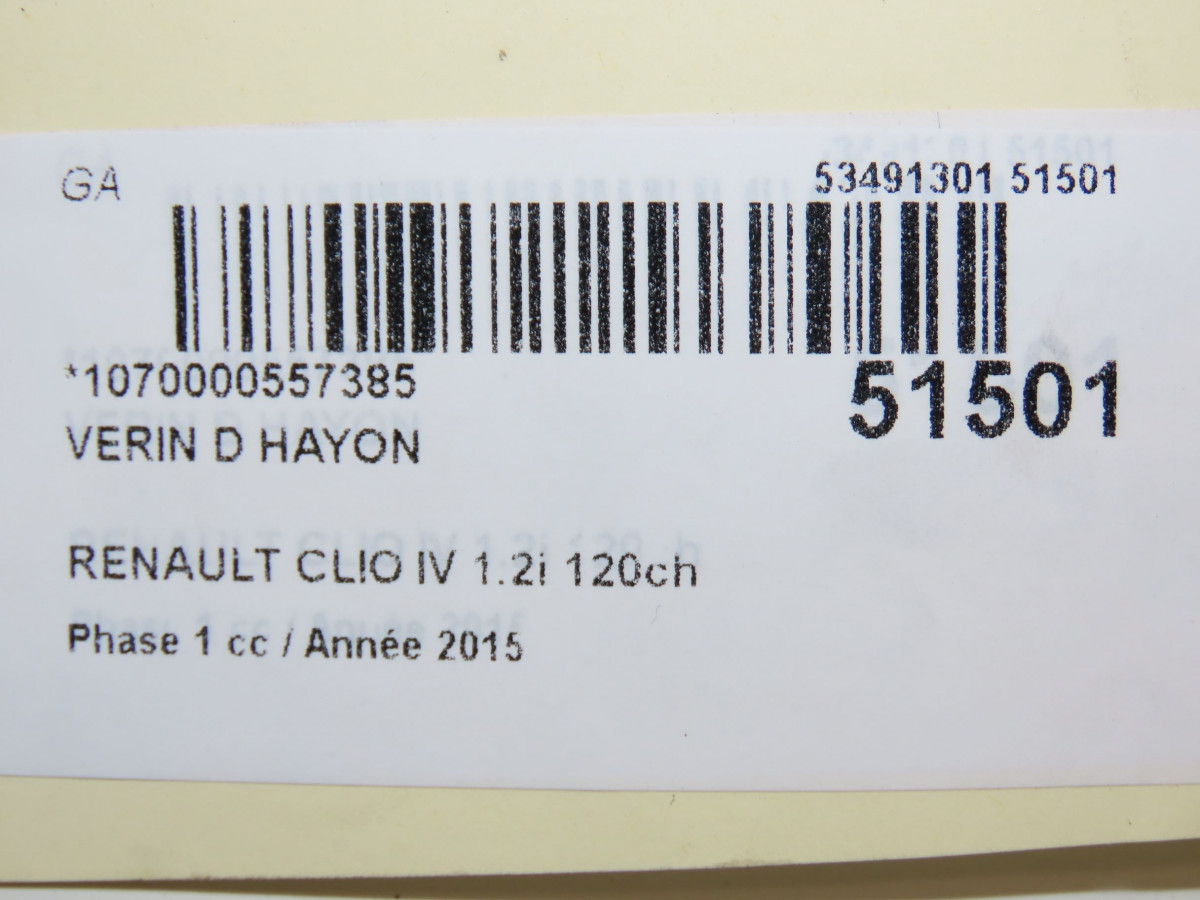 GA
53491301 51501
*1070000557385
51501
VERIN D HAYON
RENAULT CLIO IV 1.2i 120ch
Phase 1 cc / Année 2015